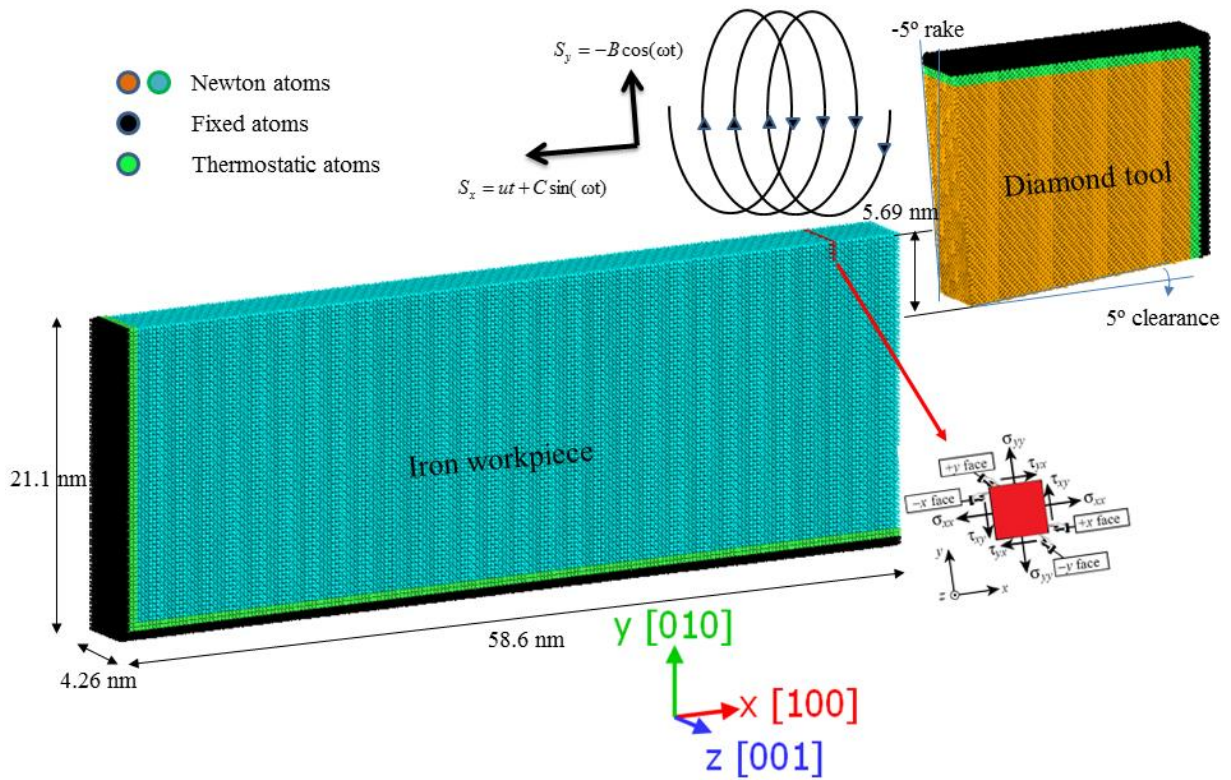 -5° rake
S_y = -B cos(ωt)
Newton atoms
Fixed atoms
Thermostatic atoms
S_x = ut + C sin( ωt)
Diamond tool
5.69 nm
5° clearance
Iron workpiece
21.1 nm
58.6 nm
4.26 nm
σ_yy
+y face
τ_yx
τ_xy
-x face
σ_xx
σ_xx
+x face
τ_xy
τ_yx
-y face
σ_yy
y
z
x
y [010]
x [100]
z [001]